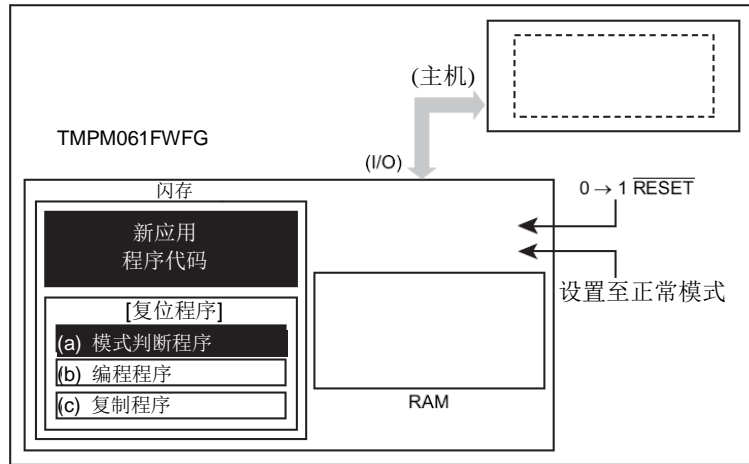 (主机)
TMPM061FWFG
(I/O)
闪存
0 → 1 RESET
新应用
程序代码
设置至正常模式
[复位程序]
(a) 模式判断程序
(b) 编程程序
(c) 复制程序
RAM